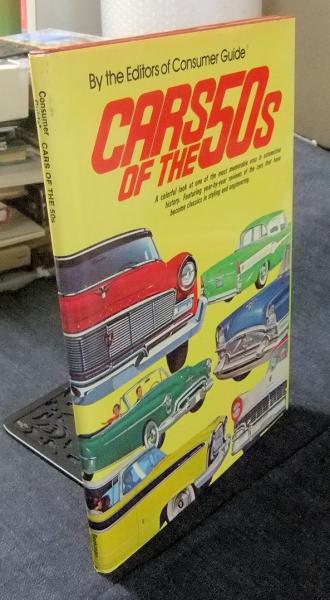 By the Editors of Consumer Guide®
CARS
OF THE 50s
A colorful look at one of the most memorable eras in automotive
history. Featuring year-by-year reviews of the cars that have
become classics in styling and engineering.
Consumer
Guide®
CARS OF THE 50s